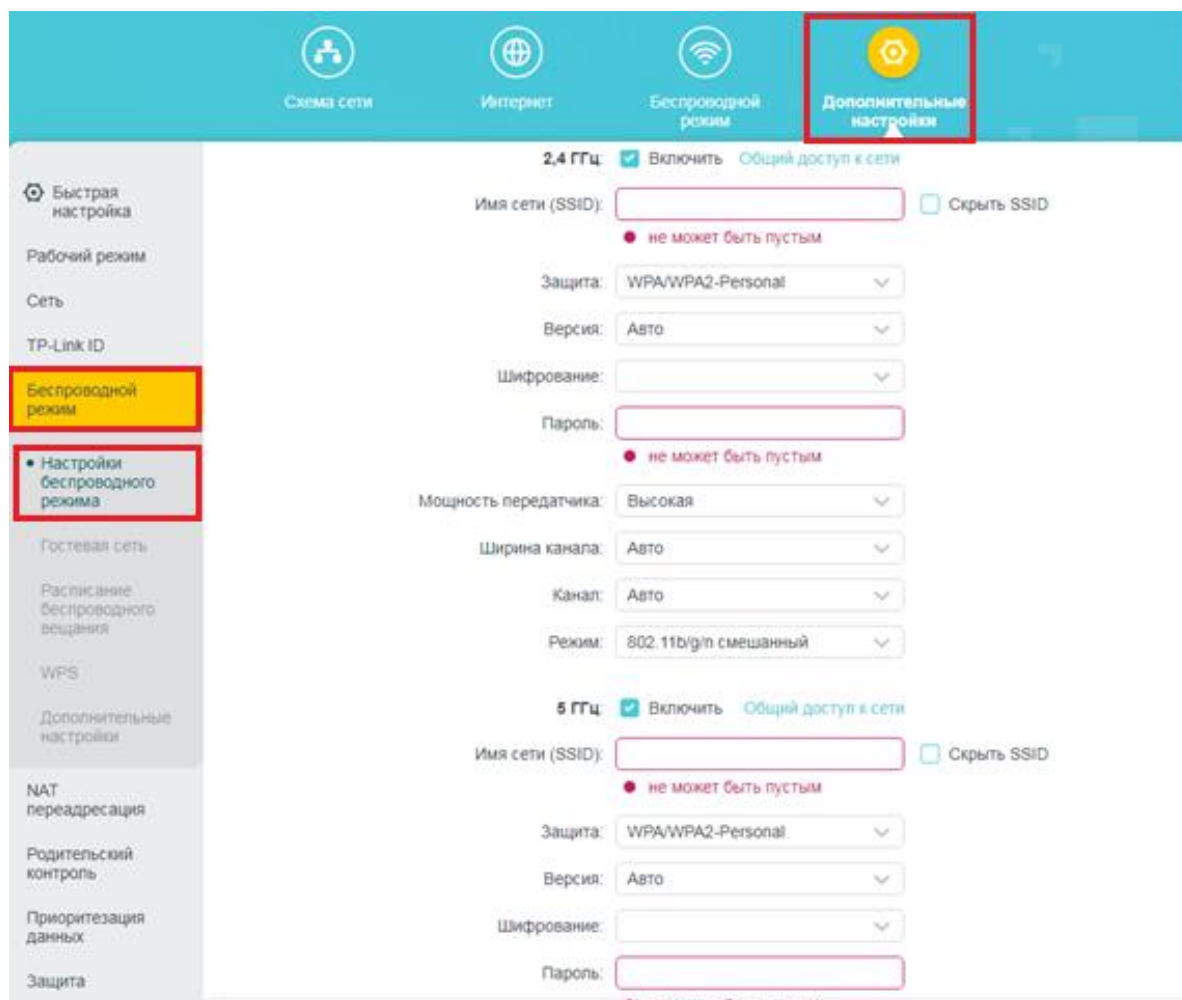 Схема сети
Интернет
Беспроводной
режим
Дополнительные
настройки
Быстрая
настройка
Рабочий режим
Сеть
TP-Link ID
Беспроводной
режим
Настройки
беспроводного
режима
Гостевая сеть
Расписание
беспроводного
вещания
WPS
Дополнительные
настройки
NAT
переадресация
Родительский
контроль
Приоритезация
данных
Защита
2,4 ГГц: Включить Общий доступ к сети
Имя сети (SSID): Скрыть SSID
не может быть пустым
Защита: WPA/WPA2-Personal
Версия: Авто
Шифрование:
Пароль:
не может быть пустым
Мощность передатчика: Высокая
Ширина канала: Авто
Канал: Авто
Режим: 802.11b/g/n смешанный
5 ГГц: Включить Общий доступ к сети
Имя сети (SSID): Скрыть SSID
не может быть пустым
Защита: WPA/WPA2-Personal
Версия: Авто
Шифрование:
Пароль: